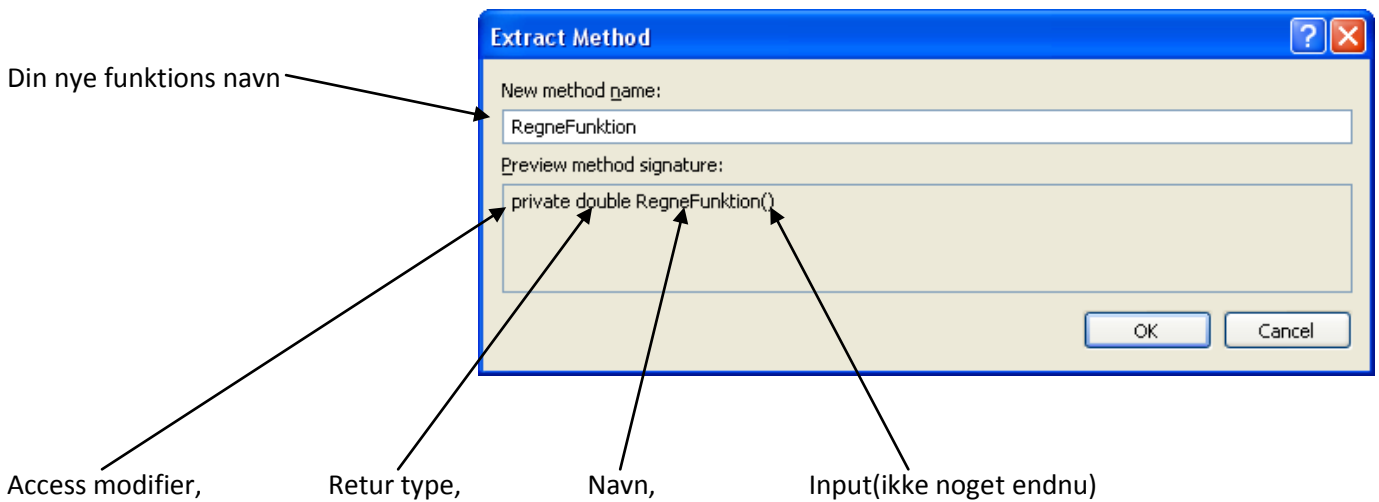 Extract Method
Din nye funktions navn
New method name:
RegneFunktion
Preview method signature:
private double RegneFunktion()
OK Cancel
Access modifier, Retur type, Navn, Input(ikke noget endnu)